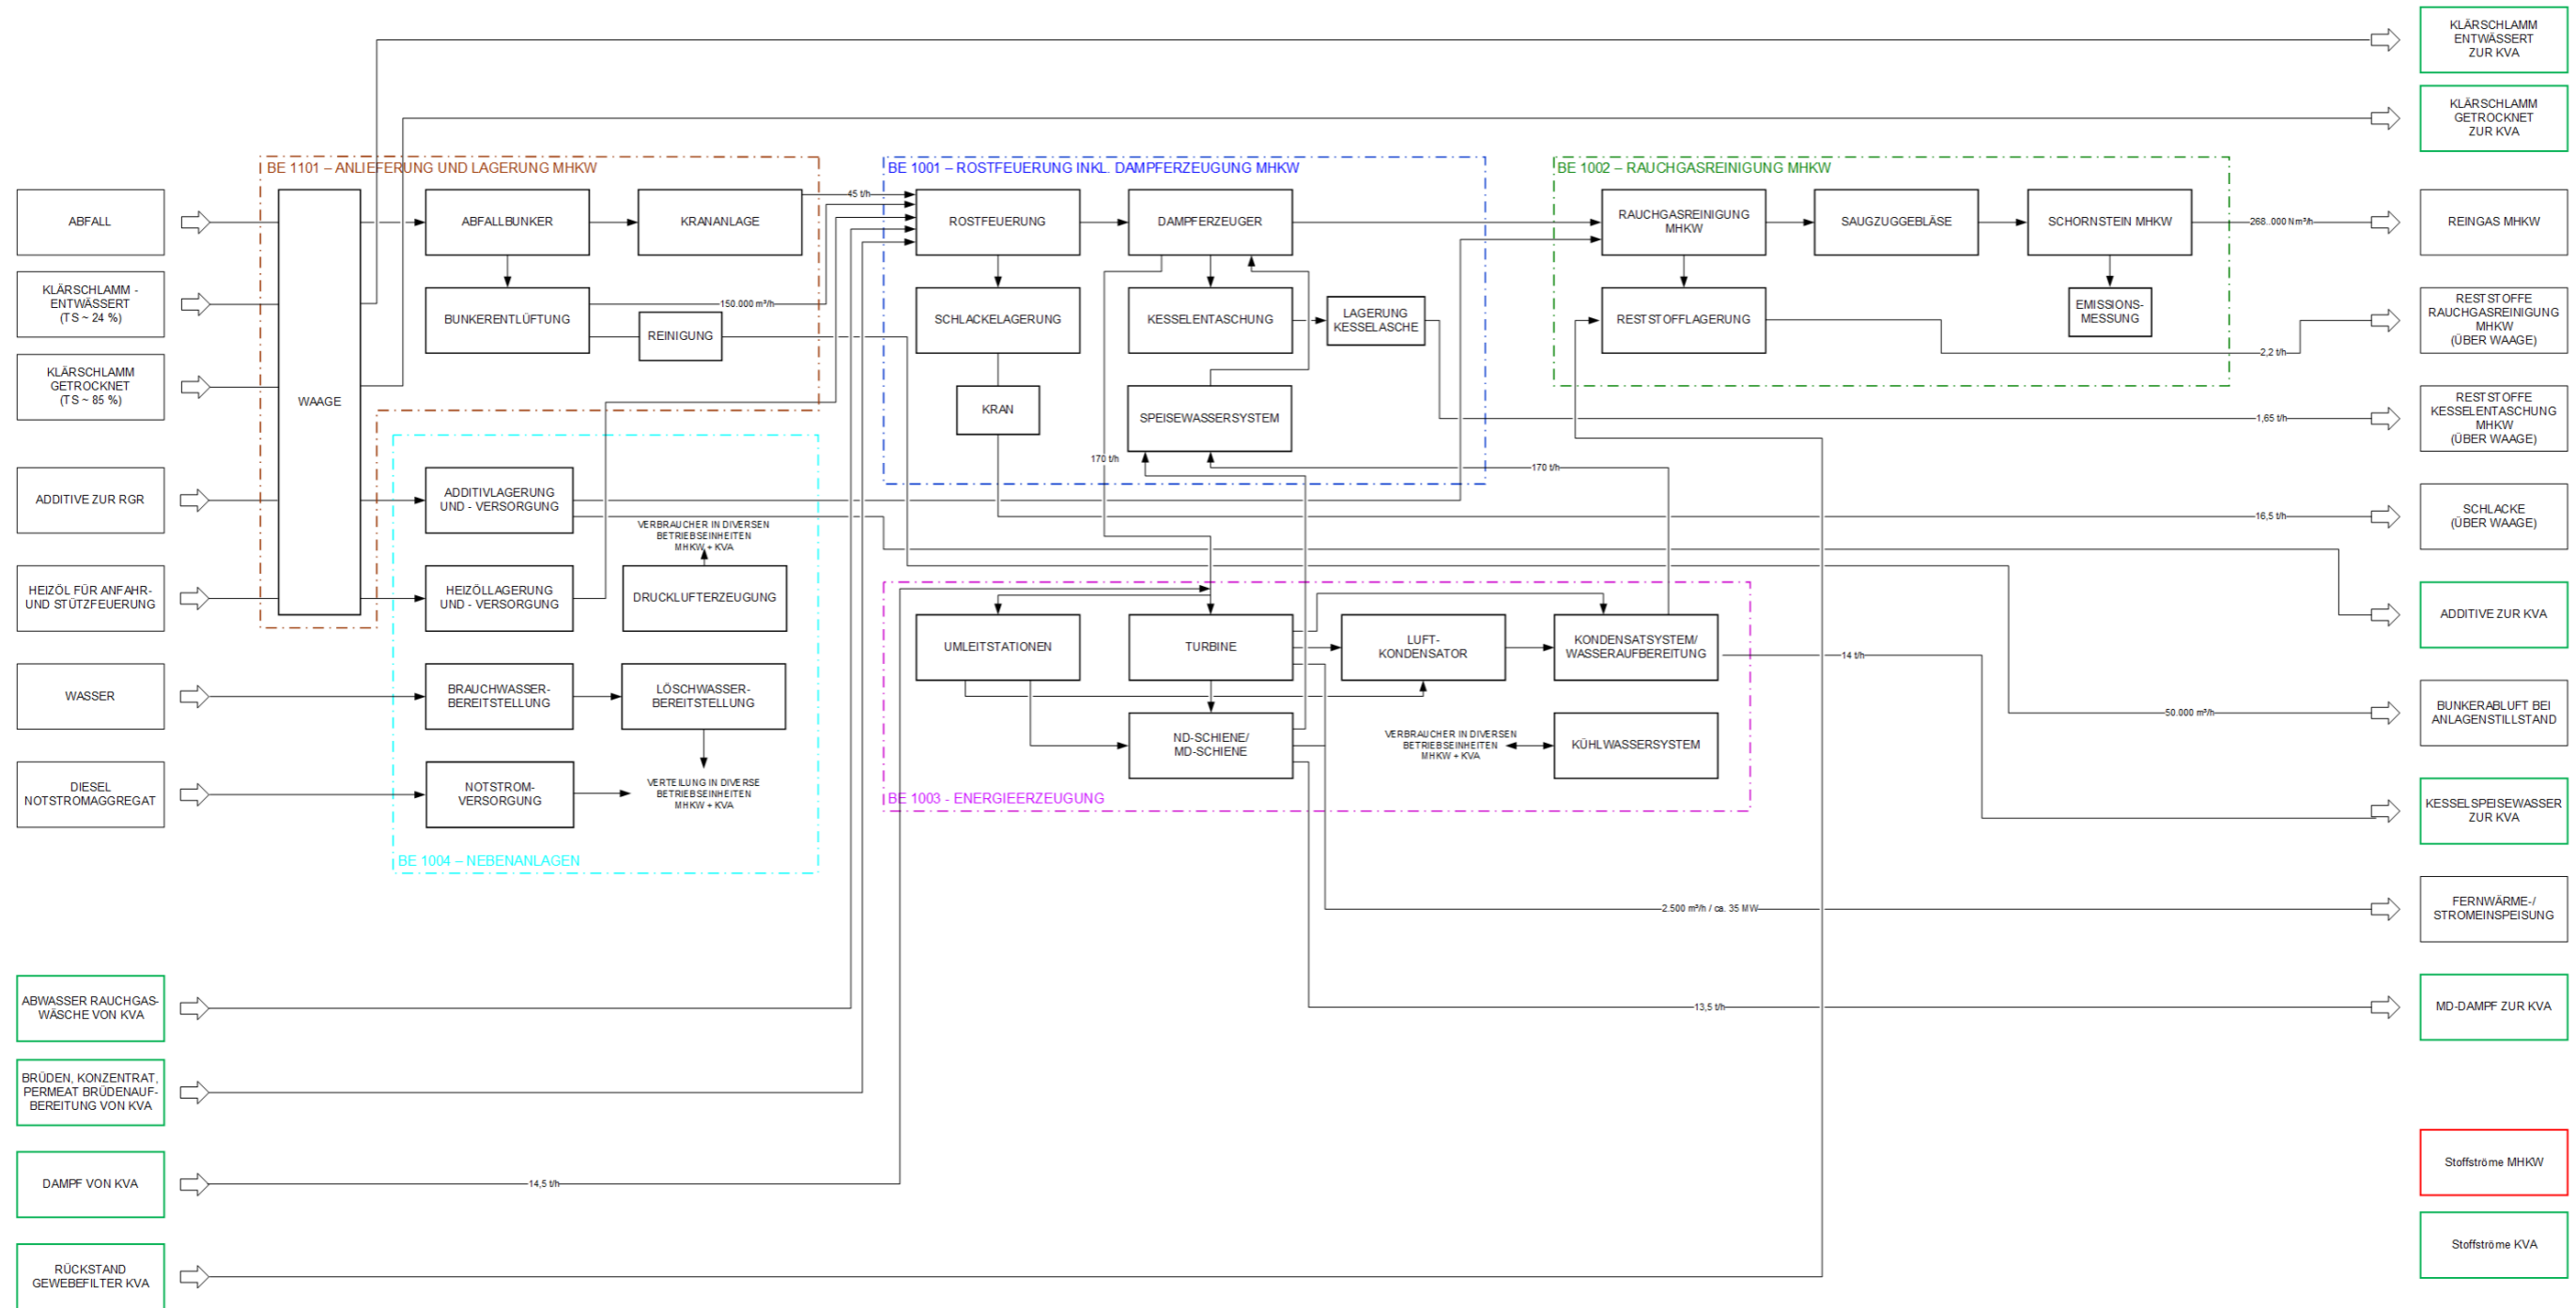 KLÄRSCHLAMM
ENTWÄSSERT
ZUR KVA
KLÄRSCHLAMM
GETROCKNET
ZUR KVA
BE 1101 – ANLIEFERUNG UND LAGERUNG MHKW
BE 1001 – ROSTFEUERUNG INKL. DAMPFERZEUGUNG MHKW
BE 1002 – RAUCHGASREINIGUNG MHKW
ABFALL
WAAGE
ABFALLBUNKER
KRANANLAGE
45 t/h
ROSTFEUERUNG
DAMPFERZEUGER
RAUCHGASREINIGUNG
MHKW
SAUGZUGGEBLÄSE
SCHORNSTEIN MHKW
268..000 Nm³/h
REINGAS MHKW
KLÄRSCHLAMM -
ENTWÄSSERT
(TS ~ 24 %)
BUNKERENTLÜFTUNG
150.000 m³/h
REINIGUNG
SCHLACKELAGERUNG
KESSELENTASCHUNG
LAGERUNG
KESSELASCHE
RESTSTOFFLAGERUNG
EMISSIONS-
MESSUNG
2,2 t/h
RESTSTOFFE
RAUCHGASREINIGUNG
MHKW
(ÜBER WAAGE)
KLÄRSCHLAMM
GETROCKNET
(TS ~ 85 %)
KRAN
SPEISEWASSERSYSTEM
1,65 t/h
RESTSTOFFE
KESSELENTASCHUNG
MHKW
(ÜBER WAAGE)
170 t/h
170 t/h
ADDITIVE ZUR RGR
ADDITIVLAGERUNG
UND - VERSORGUNG
VERBRAUCHER IN DIVERSEN
BETRIEBSEINHEITEN
MHKW + KVA
16,5 t/h
SCHLACKE
(ÜBER WAAGE)
HEIZÖL FÜR ANFAHR-
UND STÜTZFEUERUNG
HEIZÖLLAGERUNG
UND - VERSORGUNG
DRUCKLUFTERZEUGUNG
ADDITIVE ZUR KVA
UMLEITSTATIONEN
TURBINE
LUFT-
KONDENSATOR
KONDENSATSYSTEM/
WASSERAUFBEREITUNG
14 t/h
WASSER
BRAUCHWASSER-
BEREITSTELLUNG
LÖSCHWASSER-
BEREITSTELLUNG
ND-SCHIENE/
MD-SCHIENE
VERBRAUCHER IN DIVERSEN
BETRIEBSEINHEITEN
MHKW + KVA
KÜHLWASSERSYSTEM
50.000 m³/h
BUNKERABLUFT BEI
ANLAGENSTILLSTAND
DIESEL
NOTSTROMAGGREGAT
NOTSTROM-
VERSORGUNG
VERTEILUNG IN DIVERSE
BETRIEBSEINHEITEN
MHKW + KVA
BE 1003 - ENERGIEERZEUGUNG
KESSELSPEISEWASSER
ZUR KVA
BE 1004 – NEBENANLAGEN
2.500 m³/h / ca. 35 MW
FERNWÄRME-/
STROMEINSPEISUNG
ABWASSER RAUCHGAS-
WÄSCHE VON KVA
13,5 t/h
MD-DAMPF ZUR KVA
BRÜDEN, KONZENTRAT,
PERMEAT BRÜDENAUF-
BEREITUNG VON KVA
DAMPF VON KVA
14,5 t/h
Stoffströme MHKW
RÜCKSTAND
GEWEBEFILTER KVA
Stoffströme KVA